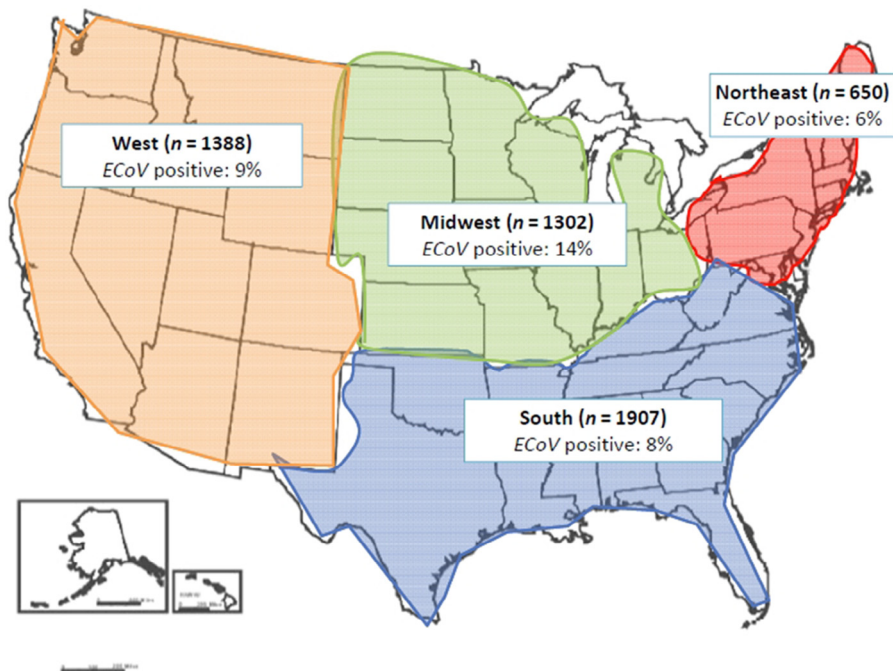 Northeast (n = 650)
ECoV positive: 6%
West (n = 1388)
ECoV positive: 9%
Midwest (n = 1302)
ECoV positive: 14%
South (n = 1907)
ECoV positive: 8%